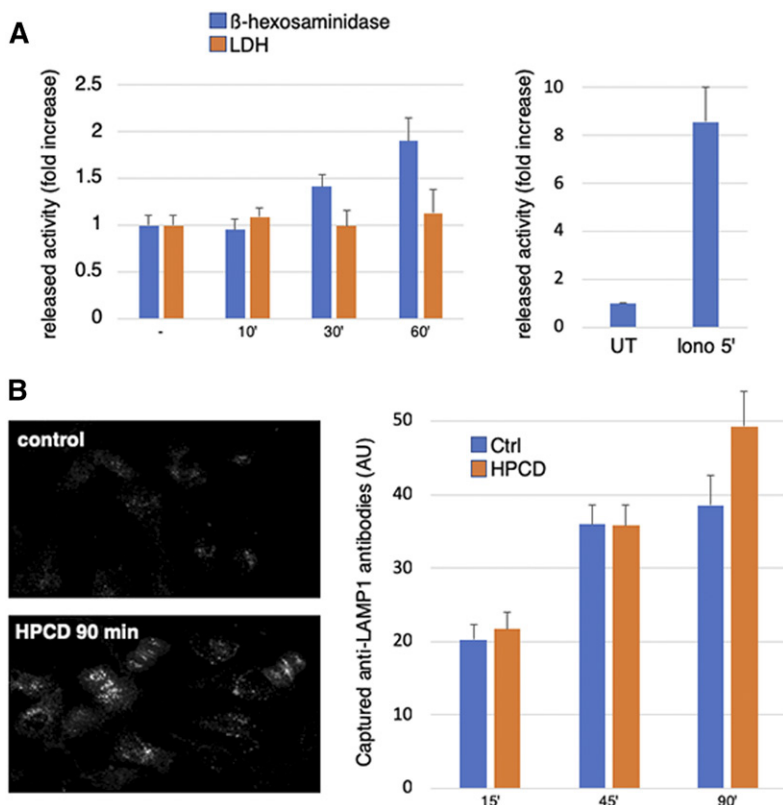 A
ß-hexosaminidase
LDH
released activity (fold increase)
2.5
2
1.5
1
0.5
0
-
10'
30'
60'
released activity (fold increase)
10
8
6
4
2
0
UT
Iono 5'
B
control
HPCD 90 min
Captured anti-LAMP1 antibodies (AU)
50
40
30
20
10
0
Ctrl
HPCD
15'
45'
90'